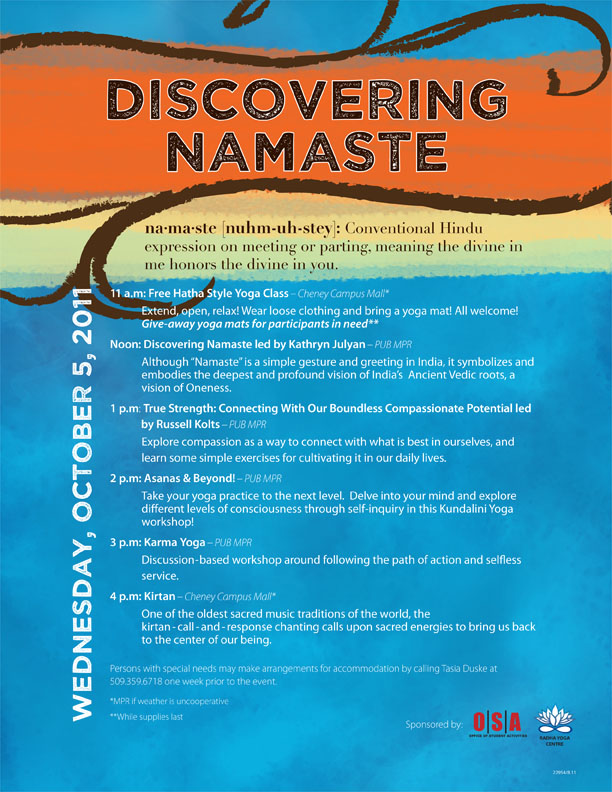 DISCOVERING
NAMASTE
na·ma·ste [nuhm-uh-stey]: Conventional Hindu
expression on meeting or parting, meaning the divine in
me honors the divine in you.
WEDNESDAY, OCTOBER 5, 2011
11 a.m: Free Hatha Style Yoga Class – Cheney Campus Mall*
Extend, open, relax! Wear loose clothing and bring a yoga mat! All welcome!
Give-away yoga mats for participants in need**
Noon: Discovering Namaste led by Kathryn Julyan – PUB MPR
Although “Namaste” is a simple gesture and greeting in India, it symbolizes and
embodies the deepest and profound vision of India’s Ancient Vedic roots, a
vision of Oneness.
1 p.m: True Strength: Connecting With Our Boundless Compassionate Potential led
by Russell Kolts – PUB MPR
Explore compassion as a way to connect with what is best in ourselves, and
learn some simple exercises for cultivating it in our daily lives.
2 p.m: Asanas & Beyond! – PUB MPR
Take your yoga practice to the next level. Delve into your mind and explore
different levels of consciousness through self-inquiry in this Kundalini Yoga
workshop!
3 p.m: Karma Yoga – PUB MPR
Discussion-based workshop around following the path of action and selfless
service.
4 p.m: Kirtan – Cheney Campus Mall*
One of the oldest sacred music traditions of the world, the
kirtan - call - and - response chanting calls upon sacred energies to bring us back
to the center of our being.
Persons with special needs may make arrangements for accommodation by calling Tasia Duske at
509.359.6718 one week prior to the event.
*MPR if weather is uncooperative
**While supplies last
Sponsored by:
O|S|A
OFFICE OF STUDENT ACTIVITIES
RADHA YOGA
CENTRE